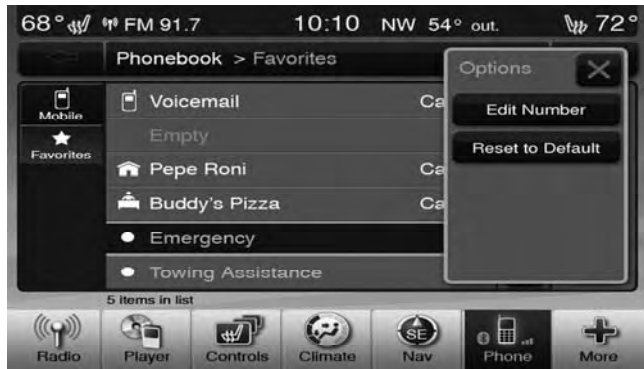 68° FM 91.7 10:10 NW 54° out. 72°
Phonebook > Favorites
Options
Mobile
Favorites
Voicemail Ca
Empty
Pepe Roni Ca
Buddy's Pizza Ca
Emergency
Towing Assistance
Edit Number
Reset to Default
5 items in list
Radio Player Controls Climate SE Nav Phone More